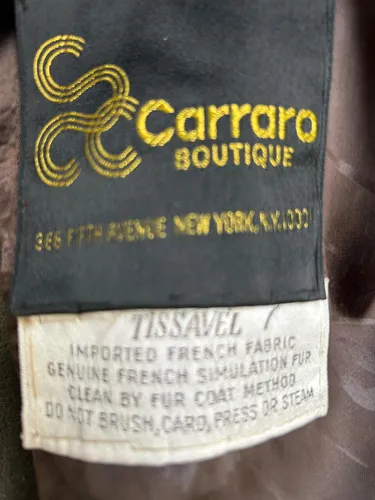 Carraro
BOUTIQUE
366 FIFTH AVENUE NEW YORK, N.Y. 10001
TISSAVEL
IMPORTED FRENCH FABRIC
GENUINE FRENCH SIMULATION FUR
CLEAN BY FUR COAT METHOD
DO NOT BRUSH, CARD, PRESS OR STEAM